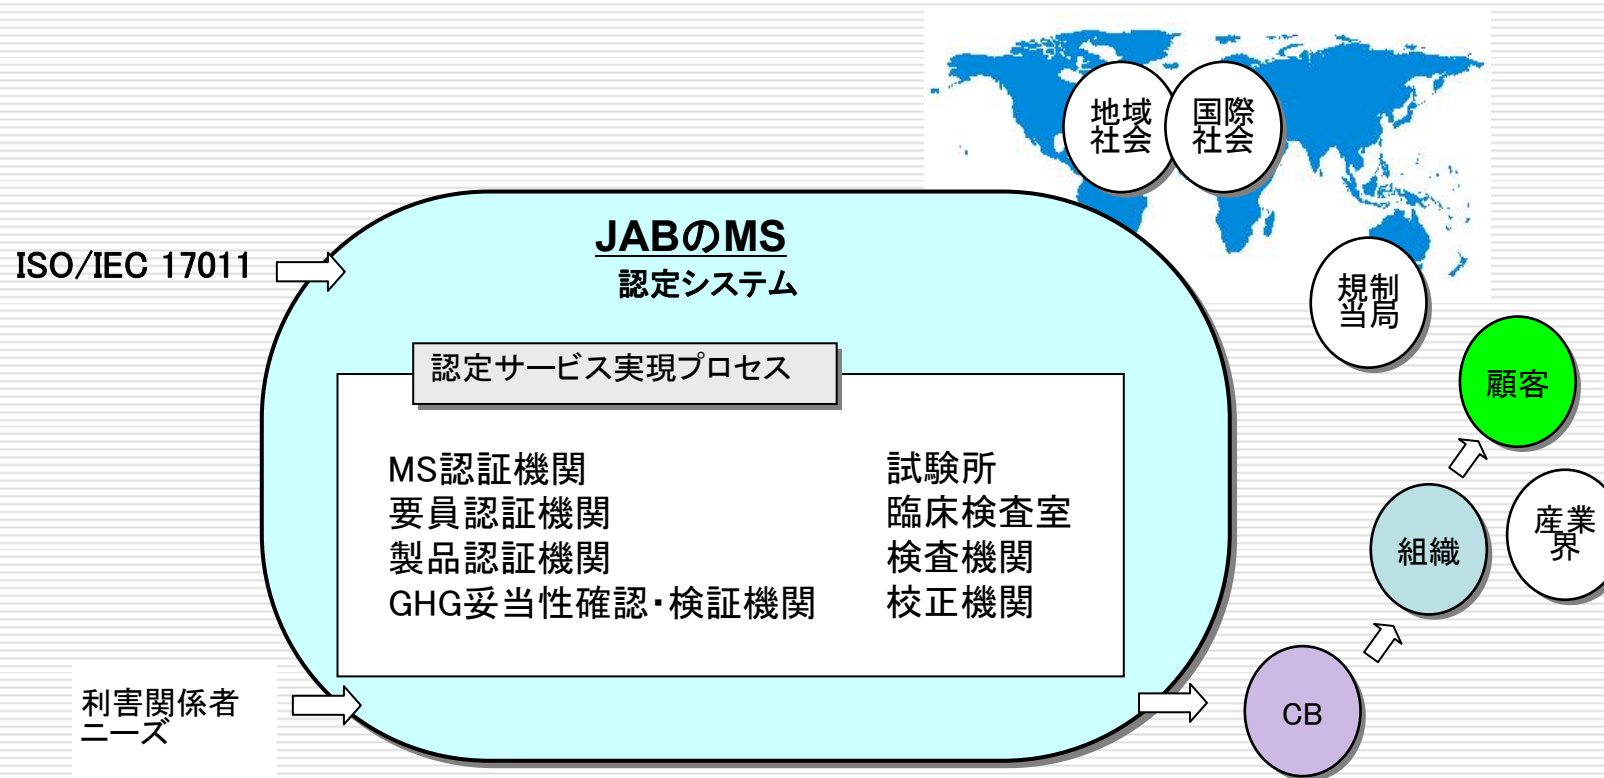 地域
社会
国際
社会
JABのMS
認定システム
ISO/IEC 17011
規制
当局
認定サービス実現プロセス
顧客
MS認証機関
要員認証機関
製品認証機関
GHG妥当性確認・検証機関
試験所
臨床検査室
検査機関
校正機関
組織
産業
界
利害関係者
ニーズ
CB